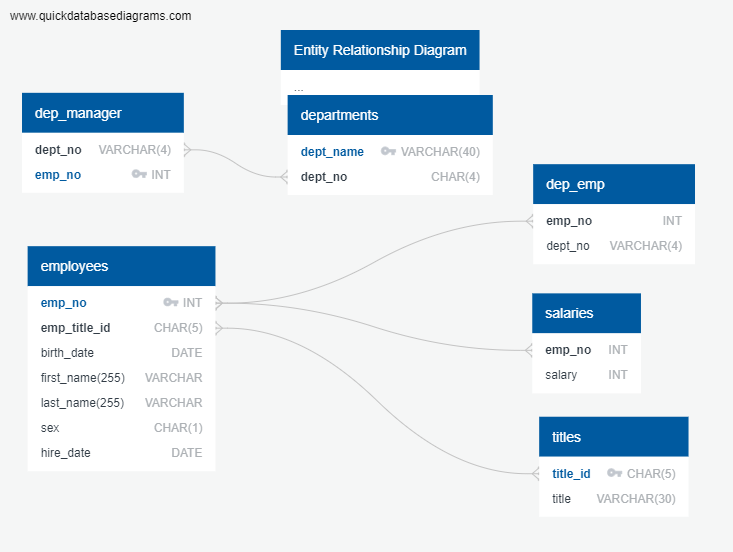 www.quickdatabasediagrams.com
Entity Relationship Diagram
...
dep_manager
dept_no VARCHAR(4)
emp_no INT
departments
dept_name VARCHAR(40)
dept_no CHAR(4)
dep_emp
emp_no INT
dept_no VARCHAR(4)
employees
emp_no INT
emp_title_id CHAR(5)
birth_date DATE
first_name(255) VARCHAR
last_name(255) VARCHAR
sex CHAR(1)
hire_date DATE
salaries
emp_no INT
salary INT
titles
title_id CHAR(5)
title VARCHAR(30)